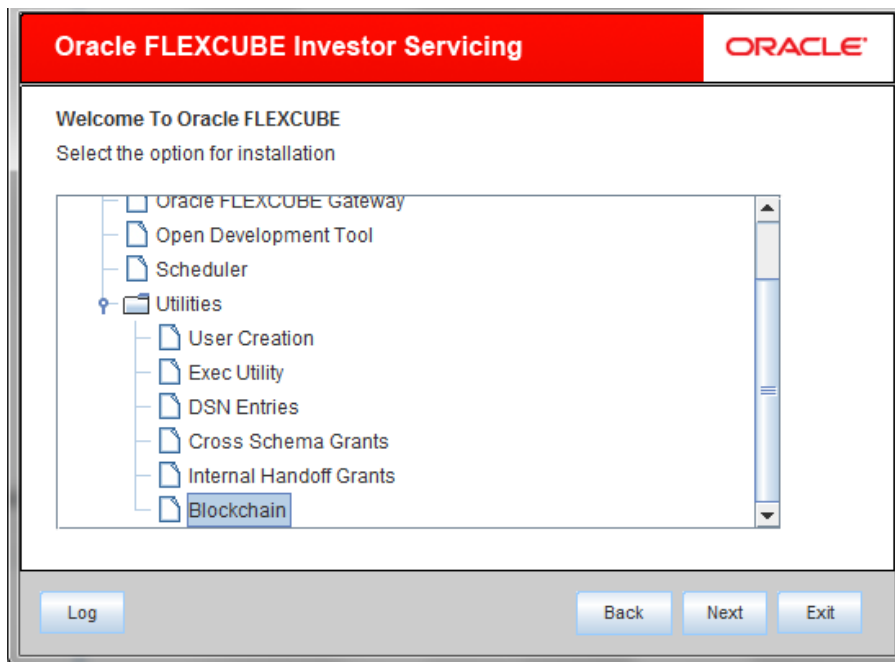 Oracle FLEXCUBE Investor Servicing
ORACLE
Welcome To Oracle FLEXCUBE
Select the option for installation
Oracle FLEXCUBE Gateway
Open Development Tool
Scheduler
Utilities
User Creation
Exec Utility
DSN Entries
Cross Schema Grants
Internal Handoff Grants
Blockchain
Log
Back
Next
Exit